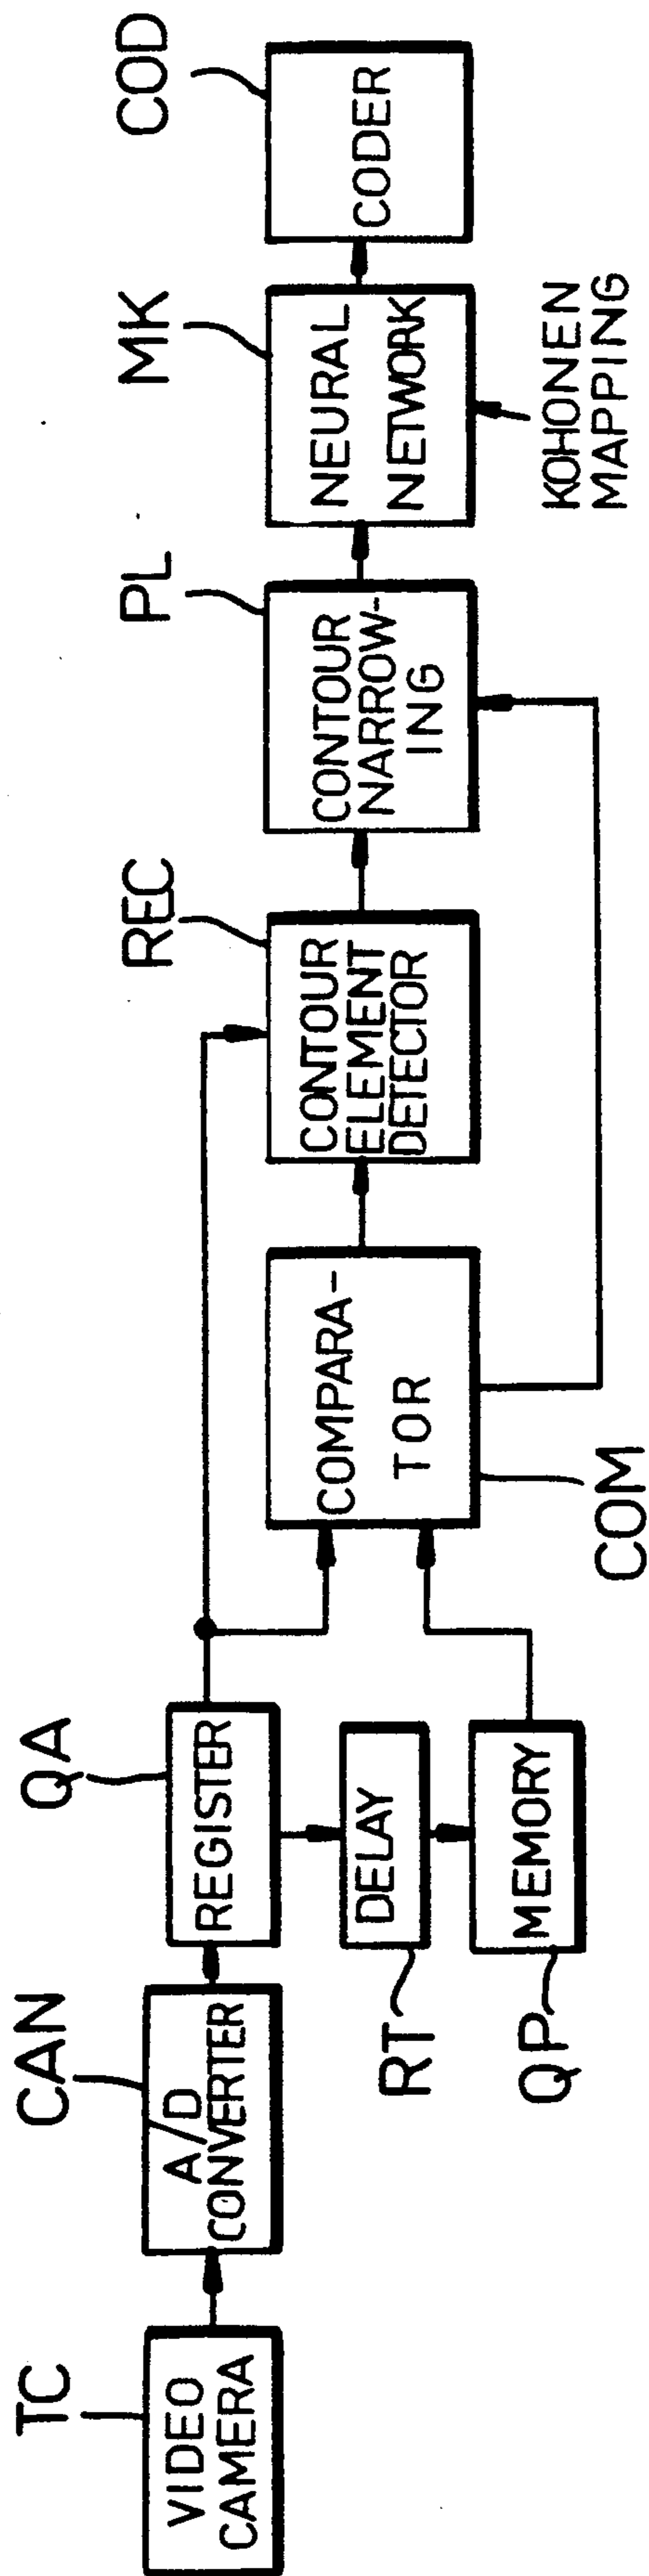 TC
VIDEO
CAMERA
CAN
A/D
CONVERTER
QA
REGISTER
RT
DELAY
QP
MEMORY
COM
COMPARA-
TOR
REC
CONTOUR
ELEMENT
DETECTOR
PL
CONTOUR
NARROW-
ING
MK
NEURAL
NETWORK
KOHONEN
MAPPING
COD
CODER